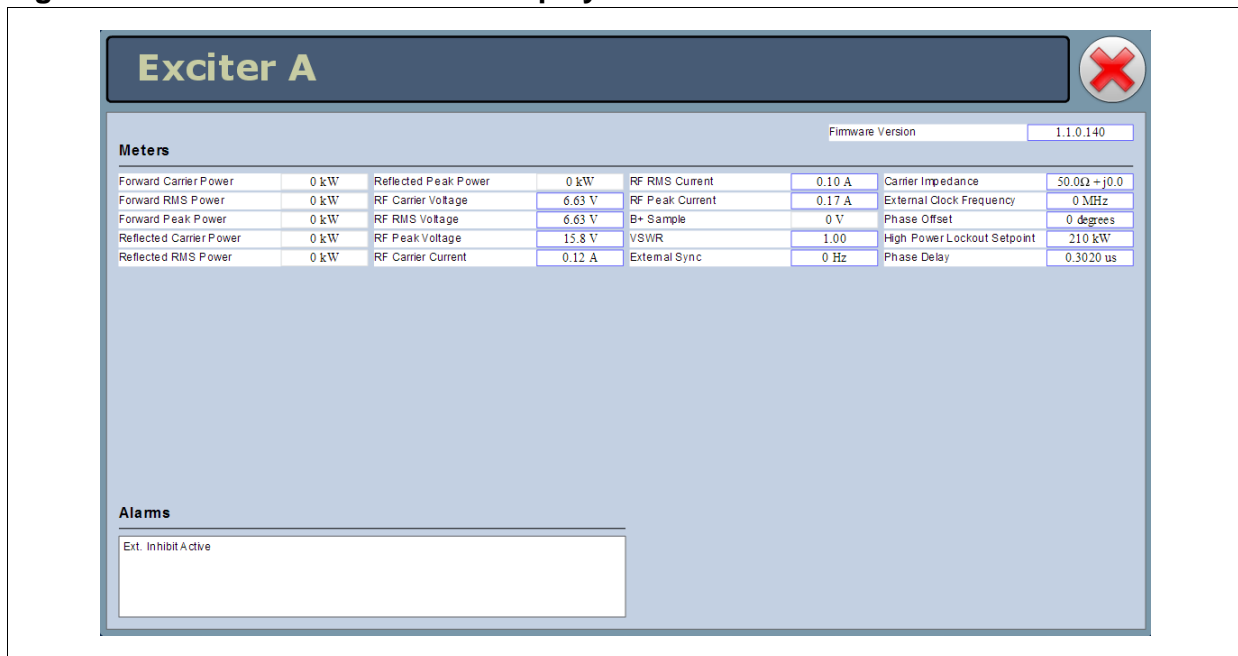 Exciter A
Firmware Version 1.1.0.140
Meters
Forward Carrier Power 0 kW Reflected Peak Power 0 kW RF RMS Current 0.10 A Carrier Impedance 50.0Ω +j0.0
Forward RMS Power 0 kW RF Carrier Voltage 6.63 V RF Peak Current 0.17 A External Clock Frequency 0 MHz
Forward Peak Power 0 kW RF RMS Voltage 6.63 V B+ Sample 0 V Phase Offset 0 degrees
Reflected Carrier Power 0 kW RF Peak Voltage 15.8 V VSWR 1.00 High Power Lockout Setpoint 210 kW
Reflected RMS Power 0 kW RF Carrier Current 0.12 A External Sync 0 Hz Phase Delay 0.3020 us
Alarms
Ext. Inhibit Active